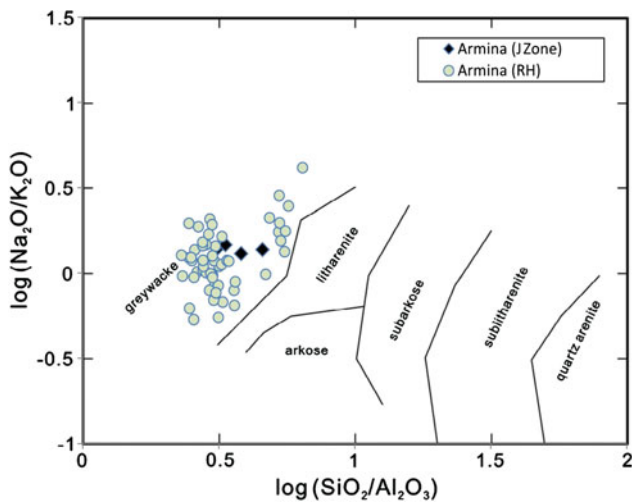 1.5
1
0.5
0
-0.5
-1
log (Na₂O/K₂O)
Armina (JZone)
Armina (RH)
greywacke
litharenite
arkose
subarkose
sublitharenite
quartz arenite
0
0.5
1
1.5
2
log (SiO₂/Al₂O₃)